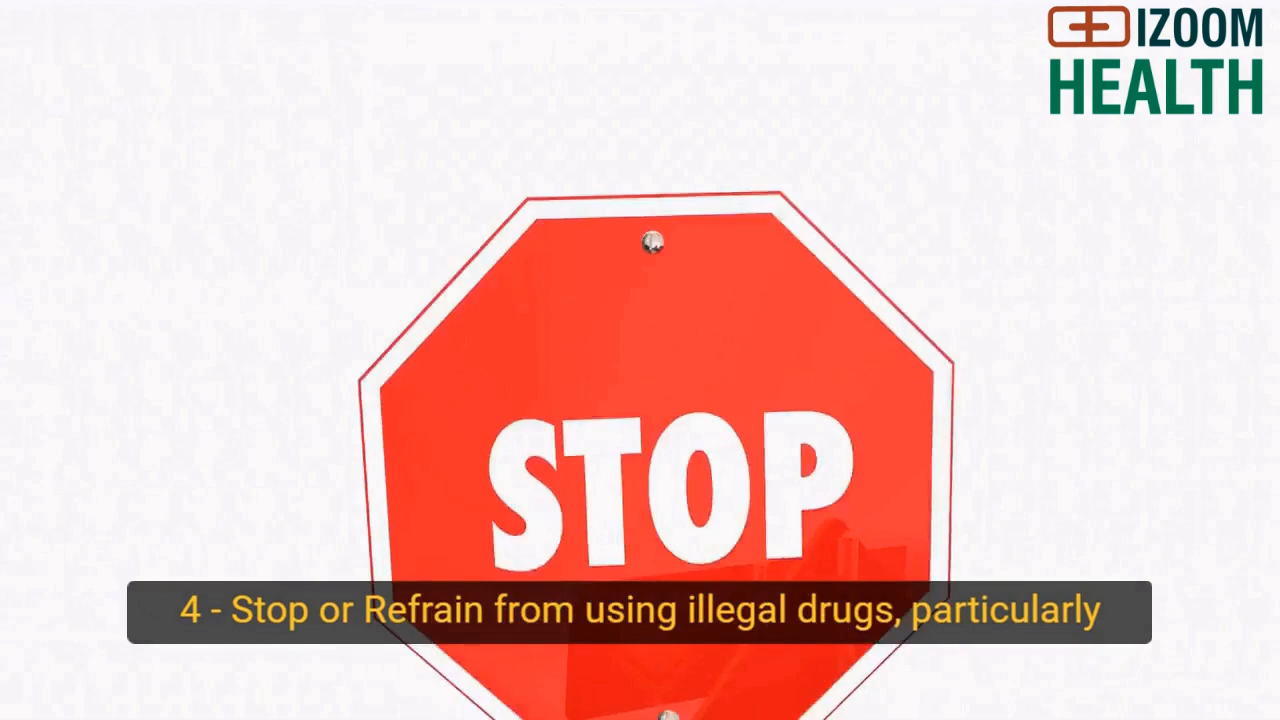 IZOOM
HEALTH
STOP
4 - Stop or Refrain from using illegal drugs, particularly